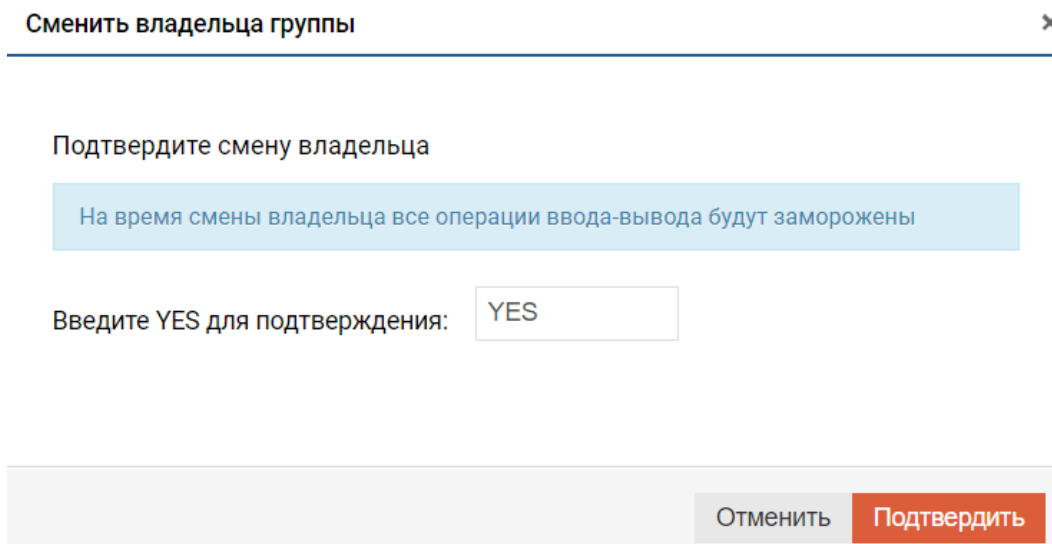 Сменить владельца группы
Подтвердите смену владельца
На время смены владельца все операции ввода-вывода будут заморожены
Введите YES для подтверждения: YES
Отменить Подтвердить